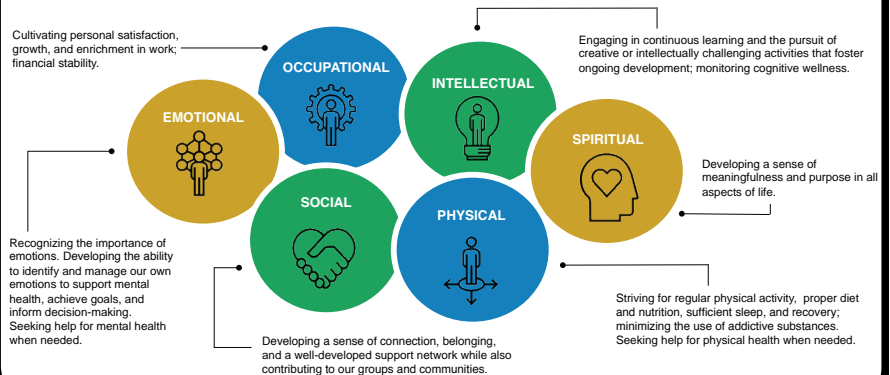 Cultivating personal satisfaction,
growth, and enrichment in work;
financial stability.
Engaging in continuous learning and the pursuit of
creative or intellectually challenging activities that foster
ongoing development; monitoring cognitive wellness.
OCCUPATIONAL
INTELLECTUAL
EMOTIONAL
SPIRITUAL
Developing a sense of
meaningfulness and purpose in all
aspects of life.
SOCIAL
PHYSICAL
Recognizing the importance of
emotions. Developing the ability
to identify and manage our own
emotions to support mental
health, achieve goals, and
inform decision-making.
Seeking help for mental health
when needed.
Striving for regular physical activity, proper diet
and nutrition, sufficient sleep, and recovery;
minimizing the use of addictive substances.
Seeking help for physical health when needed.
Developing a sense of connection, belonging,
and a well-developed support network while also
contributing to our groups and communities.